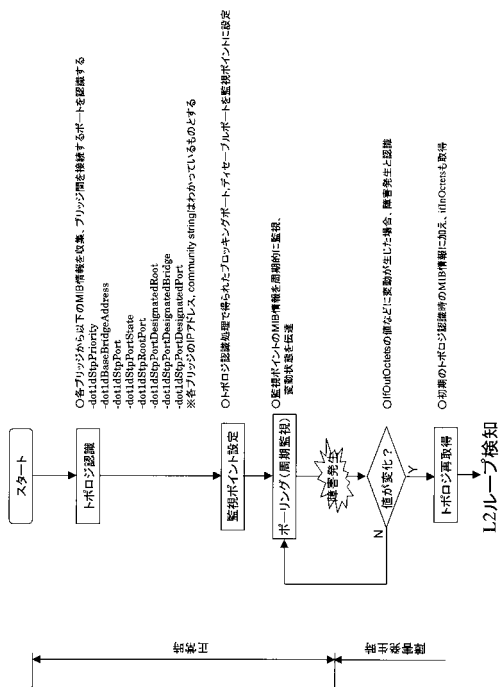 スタート
トポロジ認識
○各ブリッジから以下のMIB情報を収集、ブリッジ間を接続するポートを認識する
-dot1dStpPriority
-dot1dBaseBridgeAddress
-dot1dStpPort
-dot1dStpPortState
-dot1dStpRootPort
-dot1dStpPortDesignatedRoot
-dot1dStpPortDesignatedBridge
-dot1dStpPortDesignatedPort
※各ブリッジのIPアドレス, community stringはわかっているものとする
監視ポイント設定
○トポロジ認識処理で得られたブロッキングポート,ディセーブルポートを監視ポイントに設定
ポーリング(周期監視)
○監視ポイントのMIB情報を周期的に監視、
変動状態を伝達
障害発生
値が変化?
N
Y
○IfOutOctetsの値などに変動が生じた場合、障害発生と認識
トポロジ再取得
○初期のトポロジ認識時のMIB情報に加え、ifInOctetsも取得
L2ループ検知
正常時
障害発生時